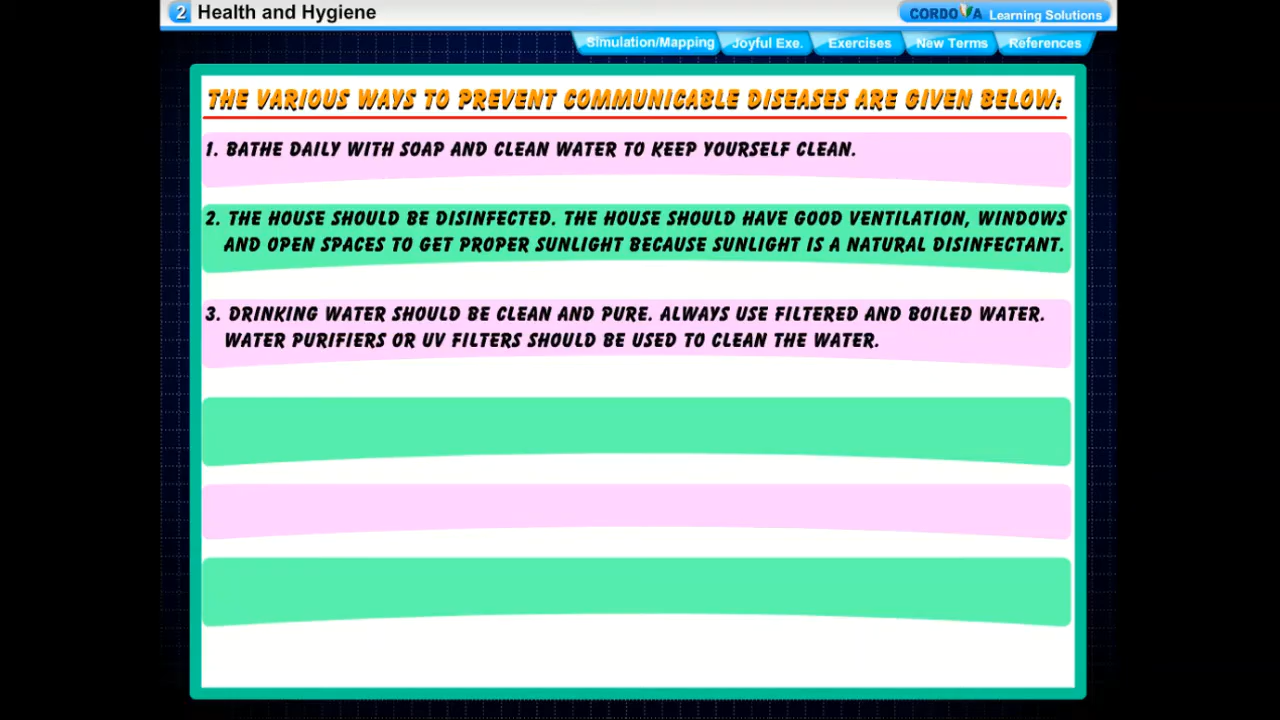 2 Health and Hygiene
CORDOVA Learning Solutions
Simulation/Mapping Joyful Exe. Exercises New Terms References
THE VARIOUS WAYS TO PREVENT COMMUNICABLE DISEASES ARE GIVEN BELOW:
1. BATHE DAILY WITH SOAP AND CLEAN WATER TO KEEP YOURSELF CLEAN.
2. THE HOUSE SHOULD BE DISINFECTED. THE HOUSE SHOULD HAVE GOOD VENTILATION, WINDOWS
AND OPEN SPACES TO GET PROPER SUNLIGHT BECAUSE SUNLIGHT IS A NATURAL DISINFECTANT.
3. DRINKING WATER SHOULD BE CLEAN AND PURE. ALWAYS USE FILTERED AND BOILED WATER.
WATER PURIFIERS OR UV FILTERS SHOULD BE USED TO CLEAN THE WATER.